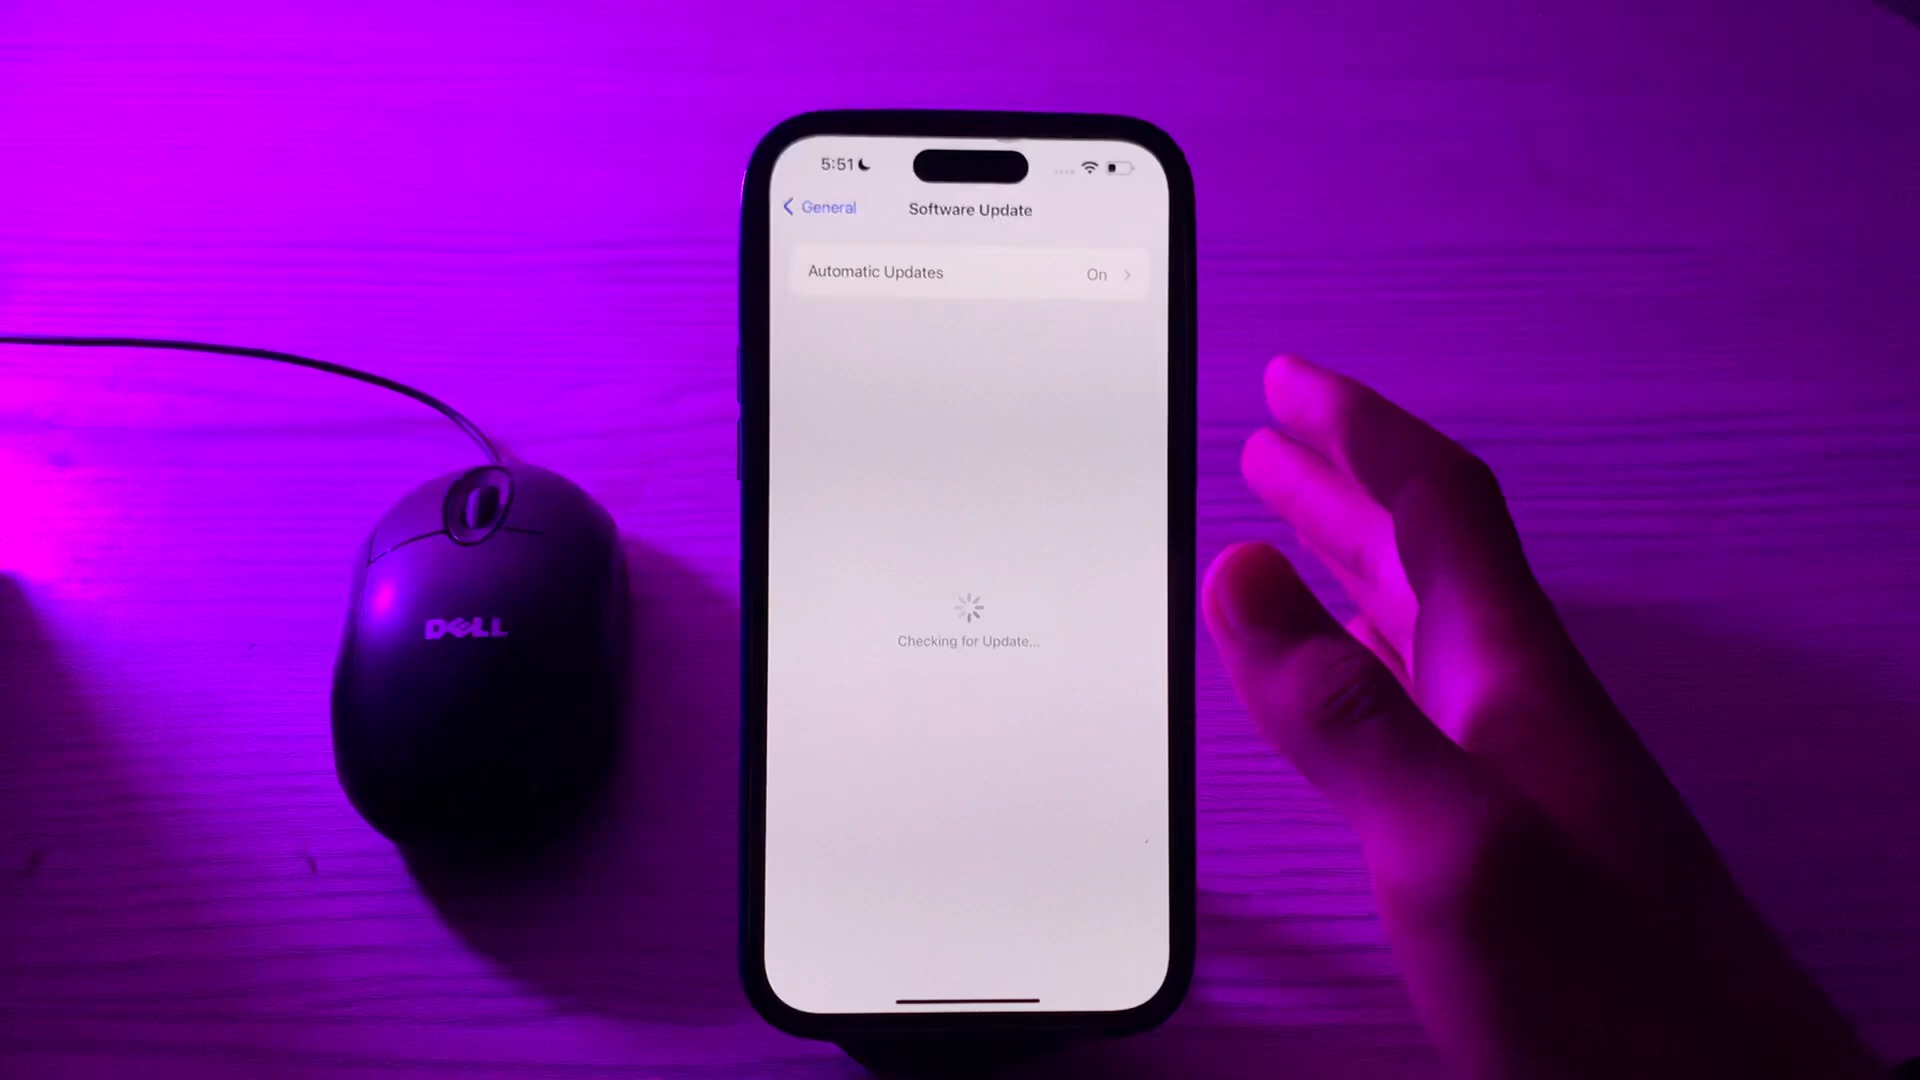 5:51
General
Software Update
Automatic Updates
On
Checking for Update...
DELL